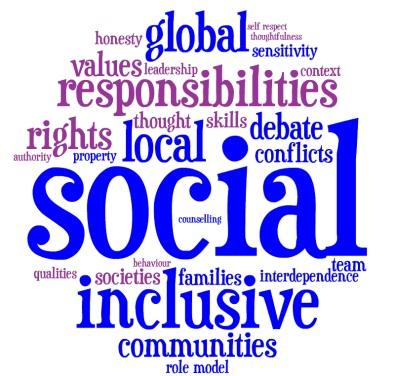 self respect
honesty global thoughtfulness
sensitivity
values leadership context
responsibilities
rights thought skills debate
authority property local conflicts
social
counselling
behaviour team
qualities societies families interdependence
inclusive
communities
role model